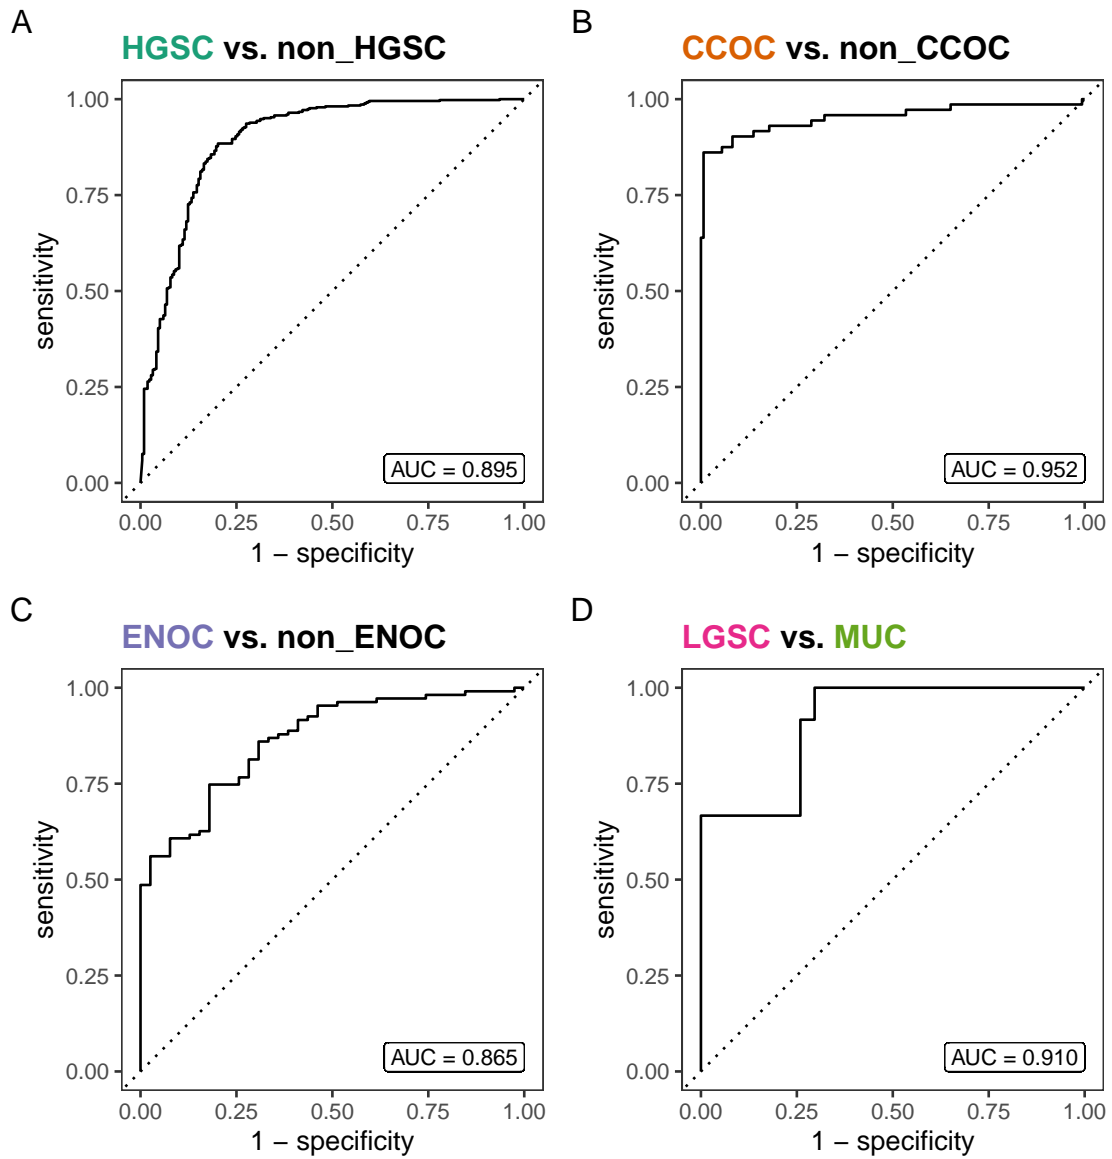 A
HGSC vs. non_HGSC
1.00
0.75
0.50
0.25
0.00
sensitivity
AUC = 0.895
0.00 0.25 0.50 0.75 1.00
1 − specificity
B
CCOC vs. non_CCOC
1.00
0.75
0.50
0.25
0.00
sensitivity
AUC = 0.952
0.00 0.25 0.50 0.75 1.00
1 − specificity
C
ENOC vs. non_ENOC
1.00
0.75
0.50
0.25
0.00
sensitivity
AUC = 0.865
0.00 0.25 0.50 0.75 1.00
1 − specificity
D
LGSC vs. MUC
1.00
0.75
0.50
0.25
0.00
sensitivity
AUC = 0.910
0.00 0.25 0.50 0.75 1.00
1 − specificity